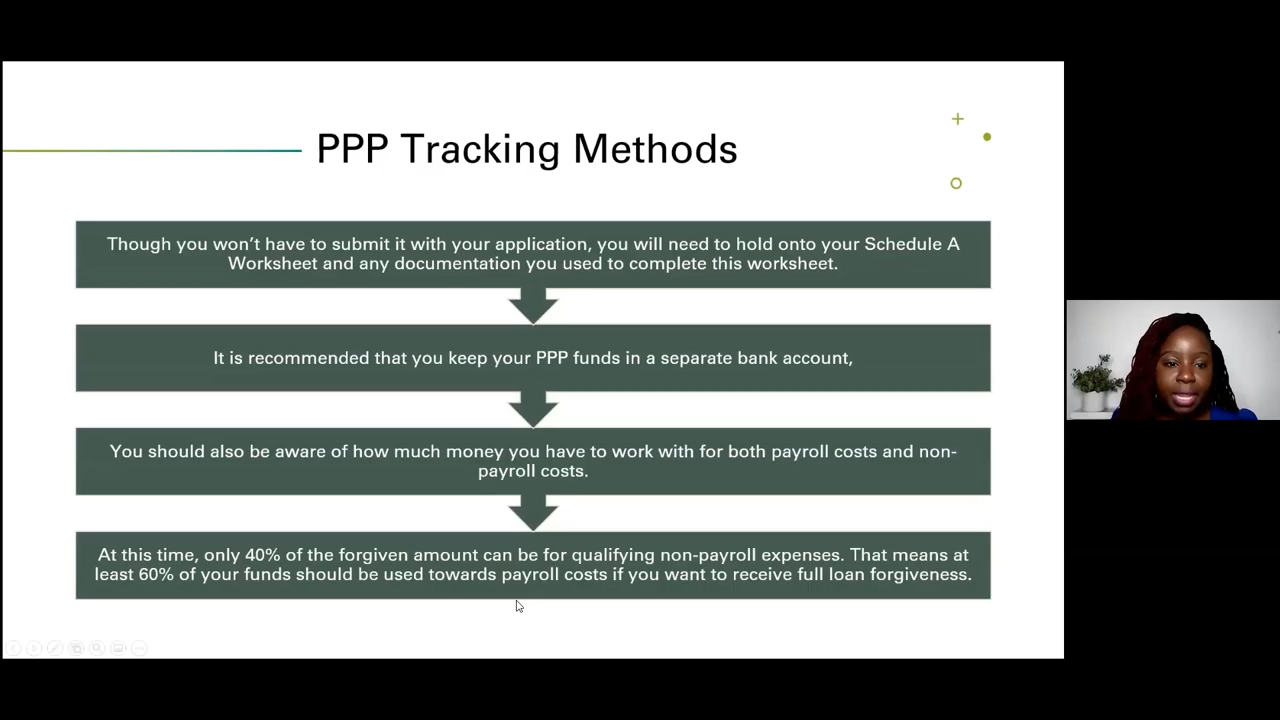 PPP Tracking Methods
Though you won't have to submit it with your application, you will need to hold onto your Schedule A
Worksheet and any documentation you used to complete this worksheet.
It is recommended that you keep your PPP funds in a separate bank account,
You should also be aware of how much money you have to work with for both payroll costs and non-
payroll costs.
At this time, only 40% of the forgiven amount can be for qualifying non-payroll expenses. That means at
least 60% of your funds should be used towards payroll costs if you want to receive full loan forgiveness.